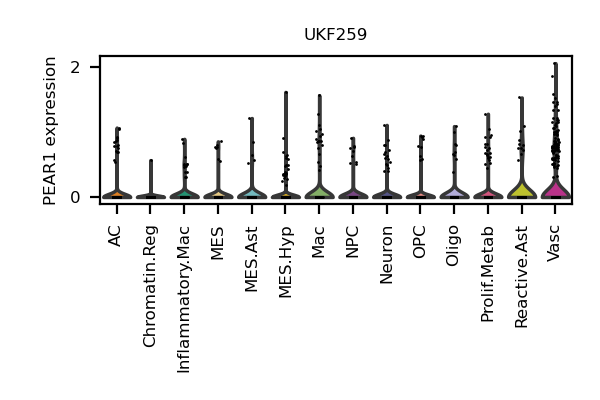 UKF259
PEAR1 expression
2
0
AC
Chromatin.Reg
Inflammatory.Mac
MES
MES.Ast
MES.Hyp
Mac
NPC
Neuron
OPC
Oligo
Prolif.Metab
Reactive.Ast
Vasc